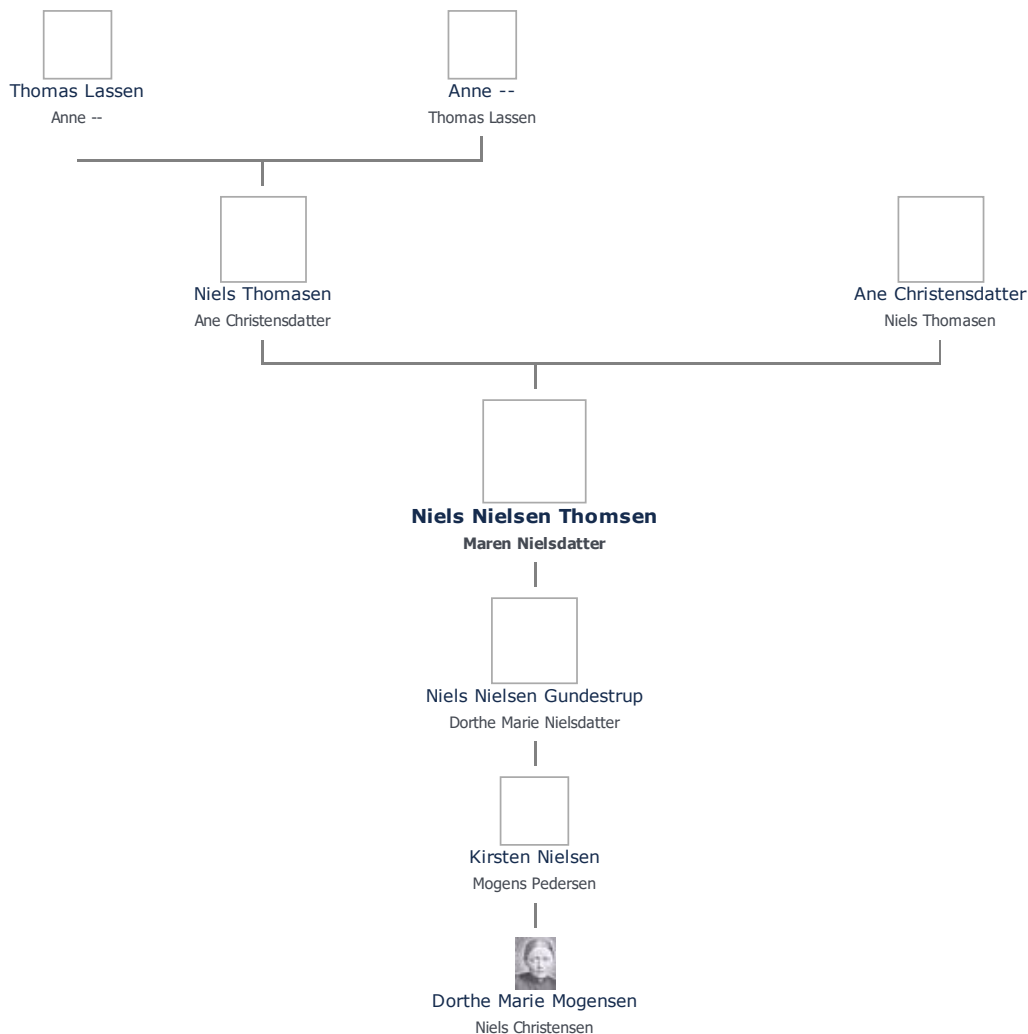 Thomas Lassen
Anne --
Anne --
Thomas Lassen
Niels Thomasen
Ane Christensdatter
Ane Christensdatter
Niels Thomasen
Niels Nielsen Thomsen
Maren Nielsdatter
Niels Nielsen Gundestrup
Dorthe Marie Nielsdatter
Kirsten Nielsen
Mogens Pedersen
Dorthe Marie Mogensen
Niels Christensen